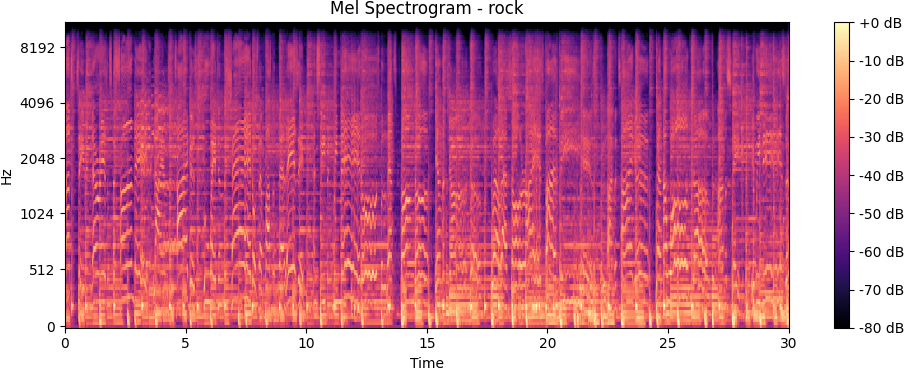 Mel Spectrogram - rock
Hz
8192
4096
2048
1024
512
0
0 5 10 15 20 25 30
Time
+0 dB
-10 dB
-20 dB
-30 dB
-40 dB
-50 dB
-60 dB
-70 dB
-80 dB